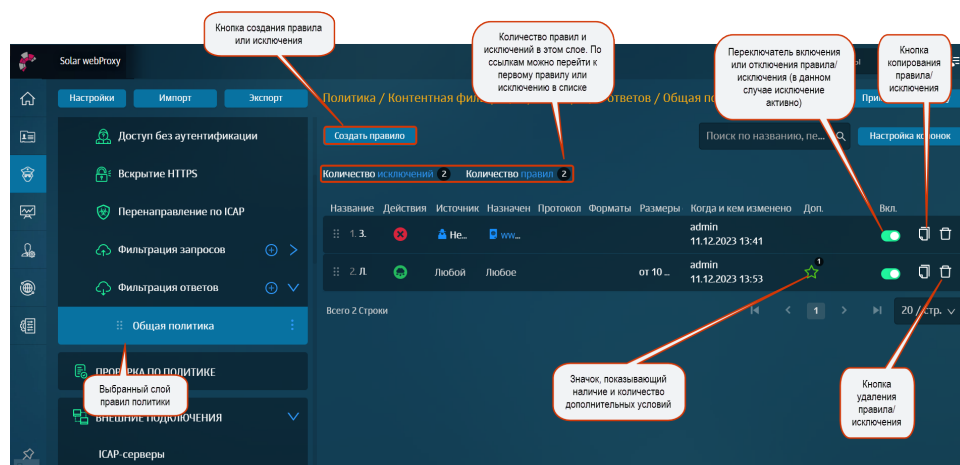 Кнопка создания правила
или исключения
Количество правил и
исключений в этом слое. По
ссылкам можно перейти к
первому правилу или
исключению в списке
Переключатель включения
или отключения правила/
исключения (в данном
случае исключение
активно)
Кнопка
копирования
правила/
исключения
Solar webProxy
Настройки Импорт Экспорт
Политика / Контентная фил ответов / Общая по
При
Доступ без аутентификации
Создать правило
Поиск по названию, пе...
Настройка колонок
Вскрытие HTTPS
Количество исключений 2 Количество правил 2
Перенаправление по ICAP
Название Действия Источник Назначен Протокол Форматы Размеры Когда и кем изменено Доп. Вкл.
1. 3. Не... ww... admin
11.12.2023 13:41
Фильтрация запросов
2. Л Любой Любое от 10 ... admin
11.12.2023 13:53
1
Фильтрация ответов
Всего 2 Строки
1
20 / стр.
Общая политика
ПРОВЕРКА ПО ПОЛИТИКЕ
Выбранный слой
правил политики
Значок, показывающий
наличие и количество
дополнительных условий
Кнопка
удаления
правила/
исключения
ВНЕШНИЕ ПОДКЛЮЧЕНИЯ
ICAP-серверы